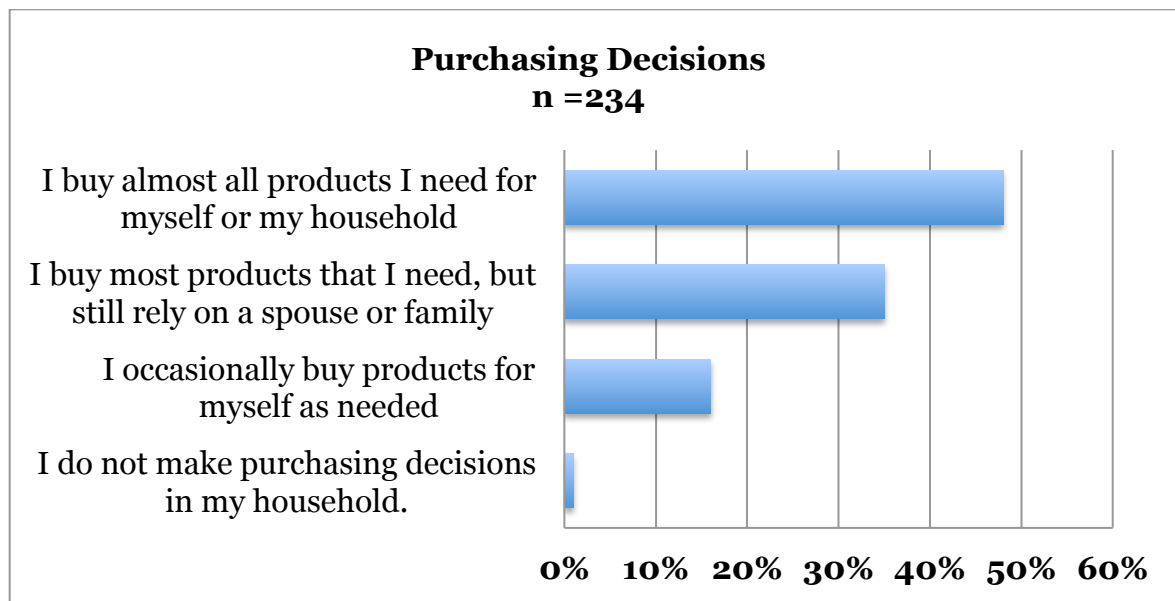 Purchasing Decisions
n =234
I buy almost all products I need for
myself or my household
I buy most products that I need, but
still rely on a spouse or family
I occasionally buy products for
myself as needed
I do not make purchasing decisions
in my household.
0% 10% 20% 30% 40% 50% 60%